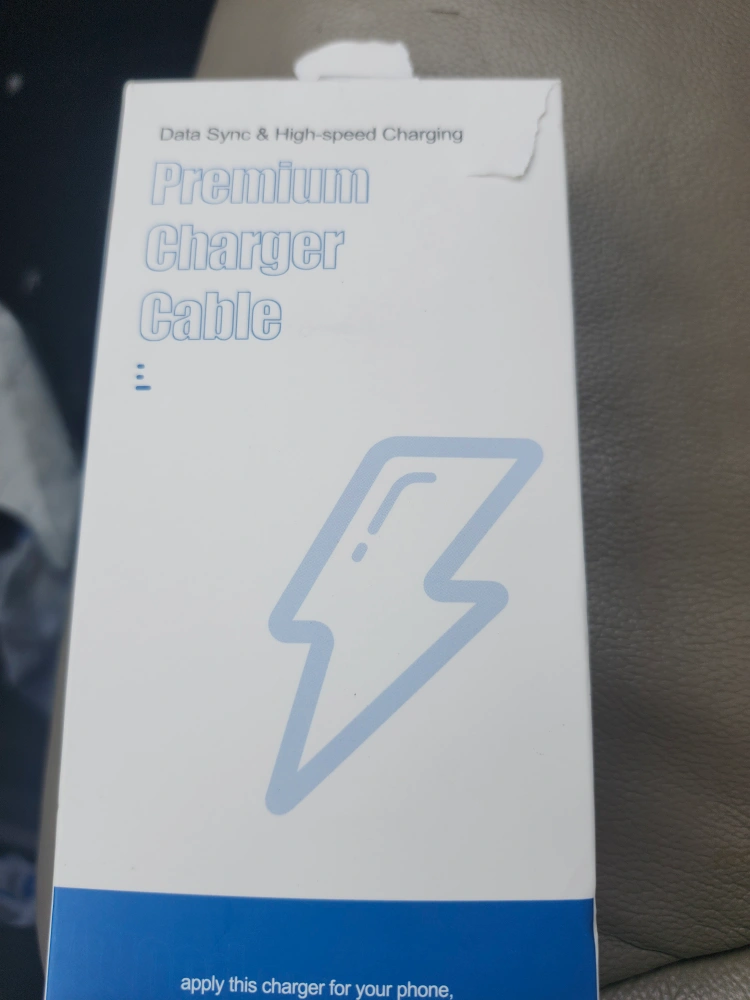 Data Sync & High-speed Charging
Premium
Charger
Cable
apply this charger for your phone,